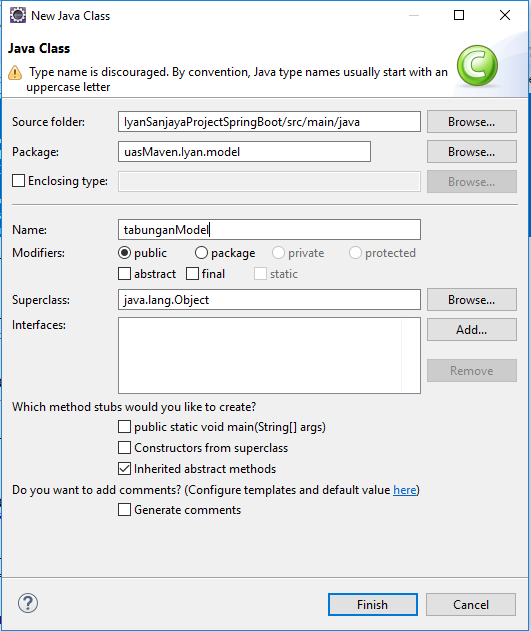 New Java Class
Java Class
Type name is discouraged. By convention, Java type names usually start with an
uppercase letter
Source folder: IyanSanjayaProjectSpringBoot/src/main/java Browse...
Package: uasMaven.Iyan.model Browse...
Enclosing type: Browse...
Name: tabunganModel
Modifiers: public package private protected
abstract final static
Superclass: java.lang.Object Browse...
Interfaces: Add...
Remove
Which method stubs would you like to create?
public static void main(String[] args)
Constructors from superclass
Inherited abstract methods
Do you want to add comments? (Configure templates and default value here)
Generate comments
? Finish Cancel